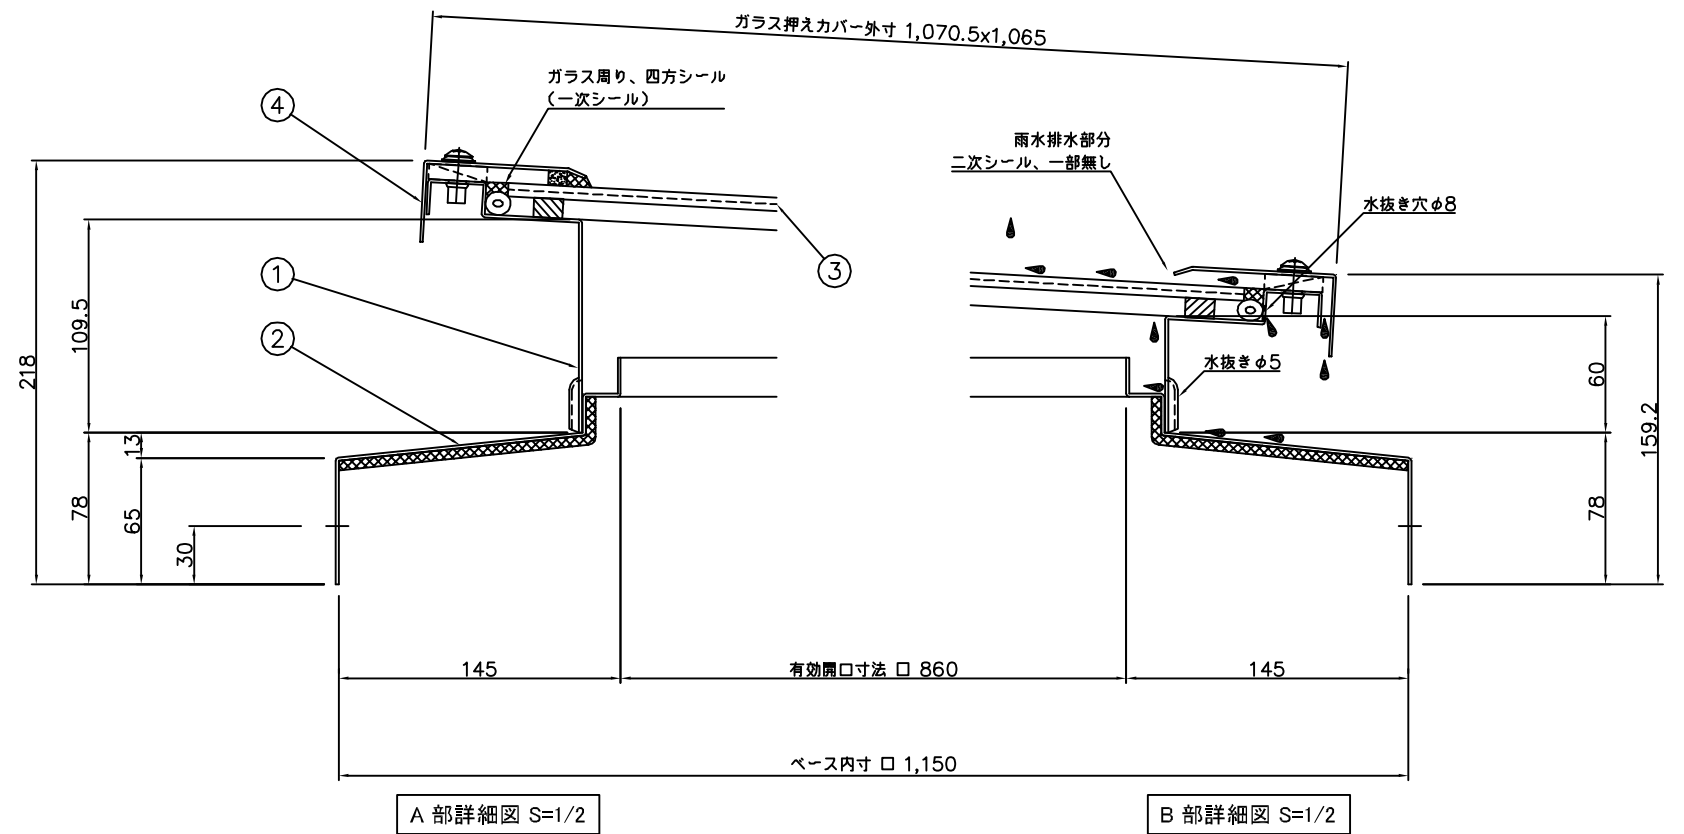 ガラス押えカバー外寸 1,070.5x1,065
ガラス周り、四方シール
(一次シール)
④
雨水排水部分
二次シール、一部無し
水抜き穴φ8
③
①
②
水抜きφ5
218
109.5
13
78
65
30
60
159.2
78
145
有効開口寸法 □ 860
145
ベース内寸 □ 1,150
A 部詳細図 S=1/2
B 部詳細図 S=1/2